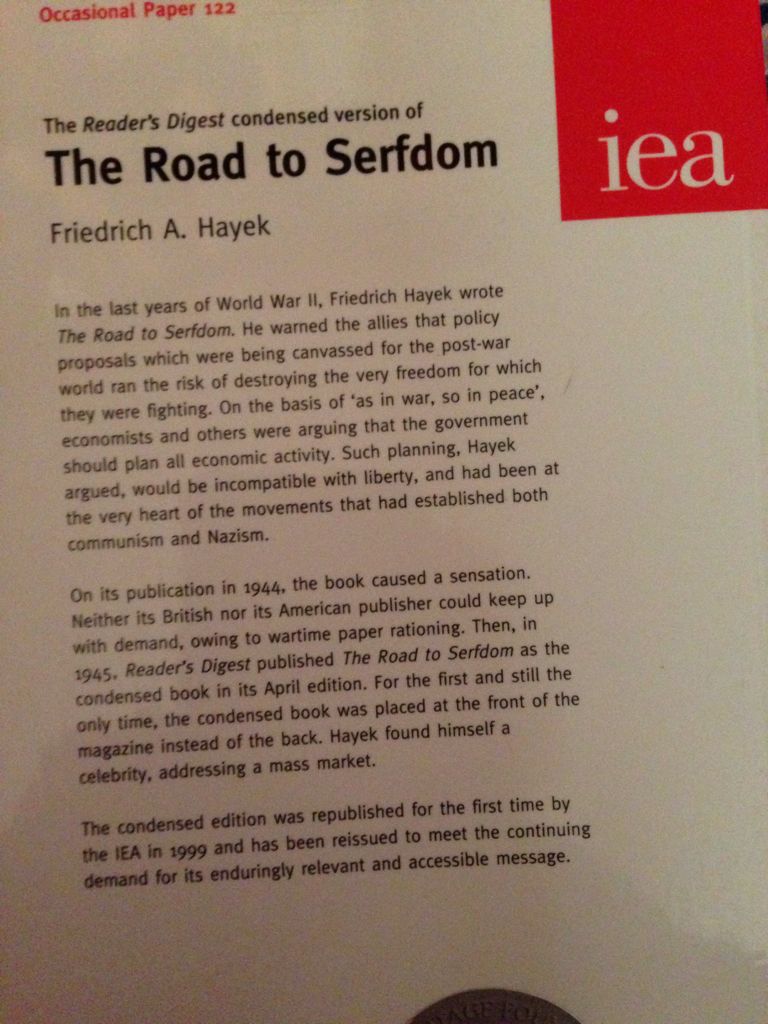 Occasional Paper 122
iea
The Reader's Digest condensed version of
The Road to Serfdom
Friedrich A. Hayek
In the last years of World War II, Friedrich Hayek wrote
The Road to Serfdom. He warned the allies that policy
proposals which were being canvassed for the post-war
world ran the risk of destroying the very freedom for which
they were fighting. On the basis of 'as in war, so in peace',
economists and others were arguing that the government
should plan all economic activity. Such planning, Hayek
argued, would be incompatible with liberty, and had been at
the very heart of the movements that had established both
communism and Nazism.
On its publication in 1944, the book caused a sensation.
Neither its British nor its American publisher could keep up
with demand, owing to wartime paper rationing. Then, in
1945, Reader's Digest published The Road to Serfdom as the
condensed book in its April edition. For the first and still the
only time, the condensed book was placed at the front of the
magazine instead of the back. Hayek found himself a
celebrity, addressing a mass market.
The condensed edition was republished for the first time by
the IEA in 1999 and has been reissued to meet the continuing
demand for its enduringly relevant and accessible message.